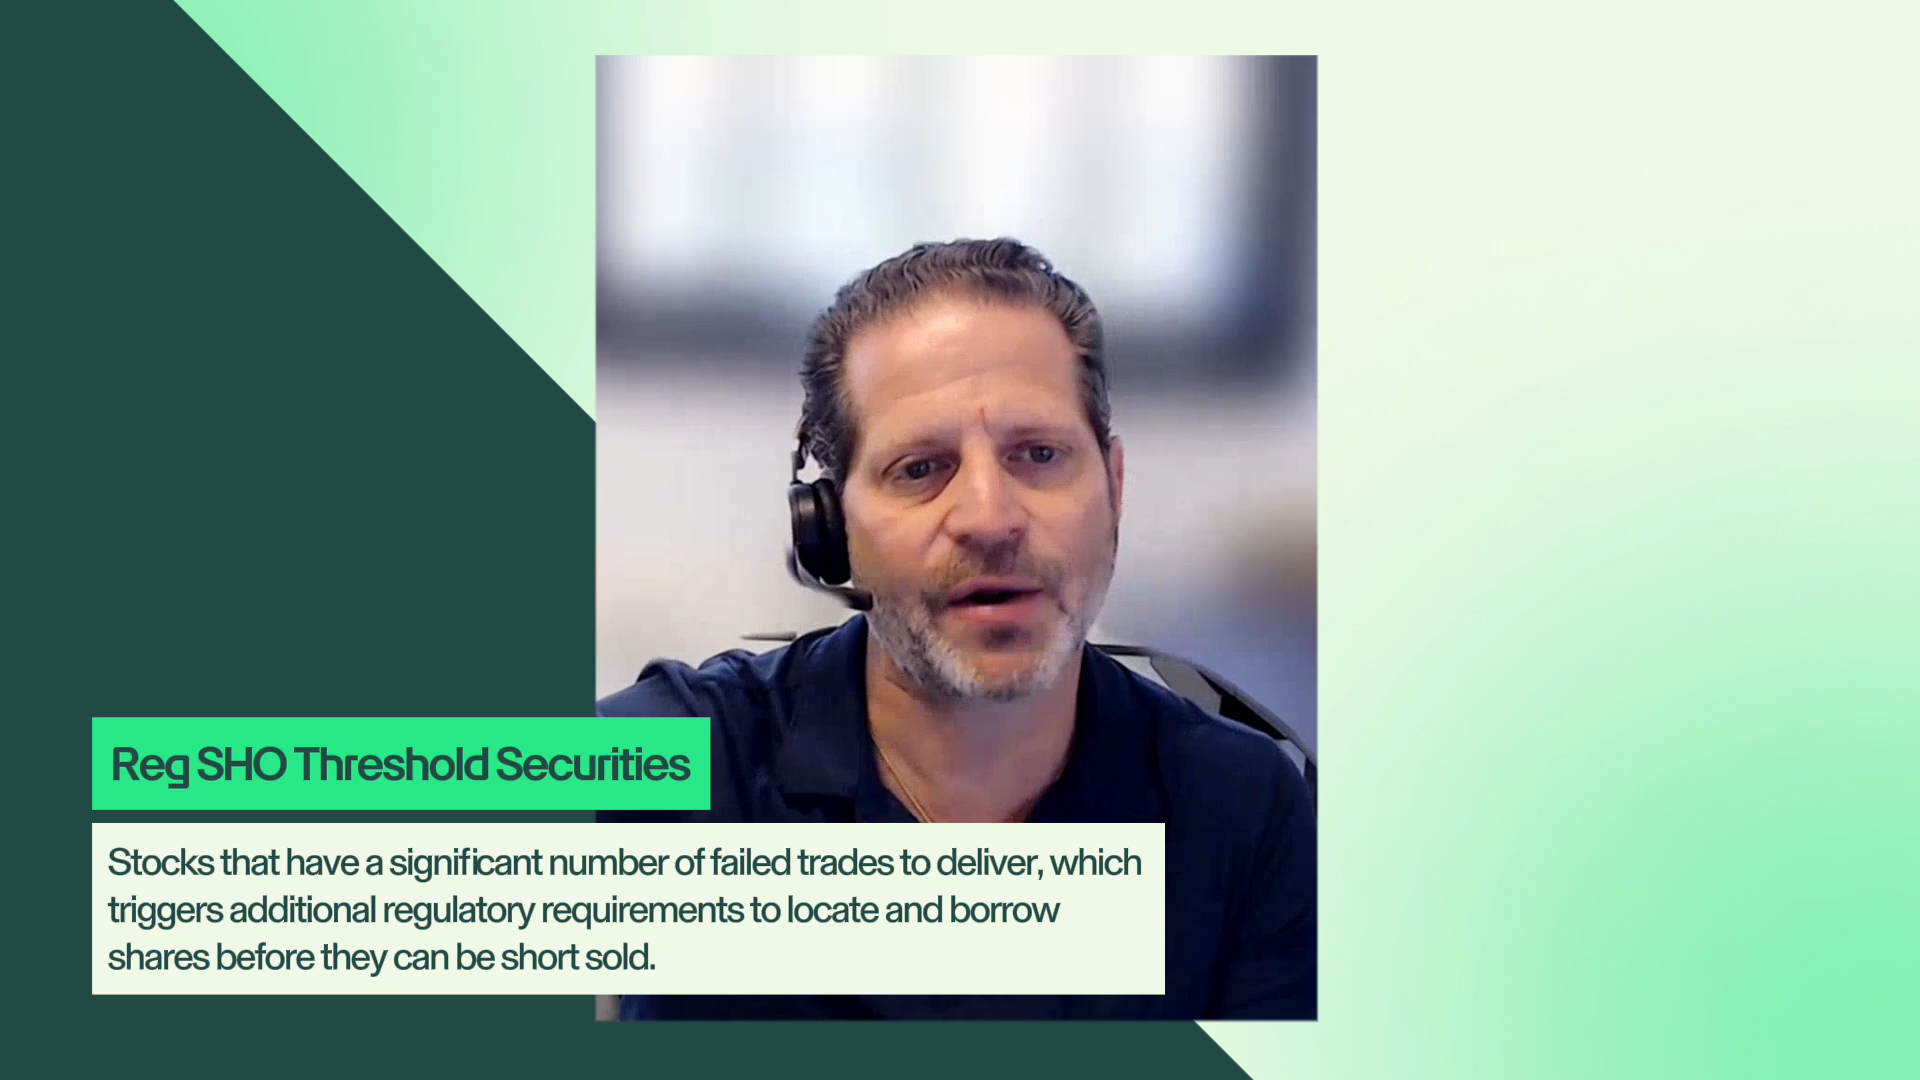 Reg SHO Threshold Securities
Stocks that have a significant number of failed trades to deliver, which
triggers additional regulatory requirements to locate and borrow
shares before they can be short sold.